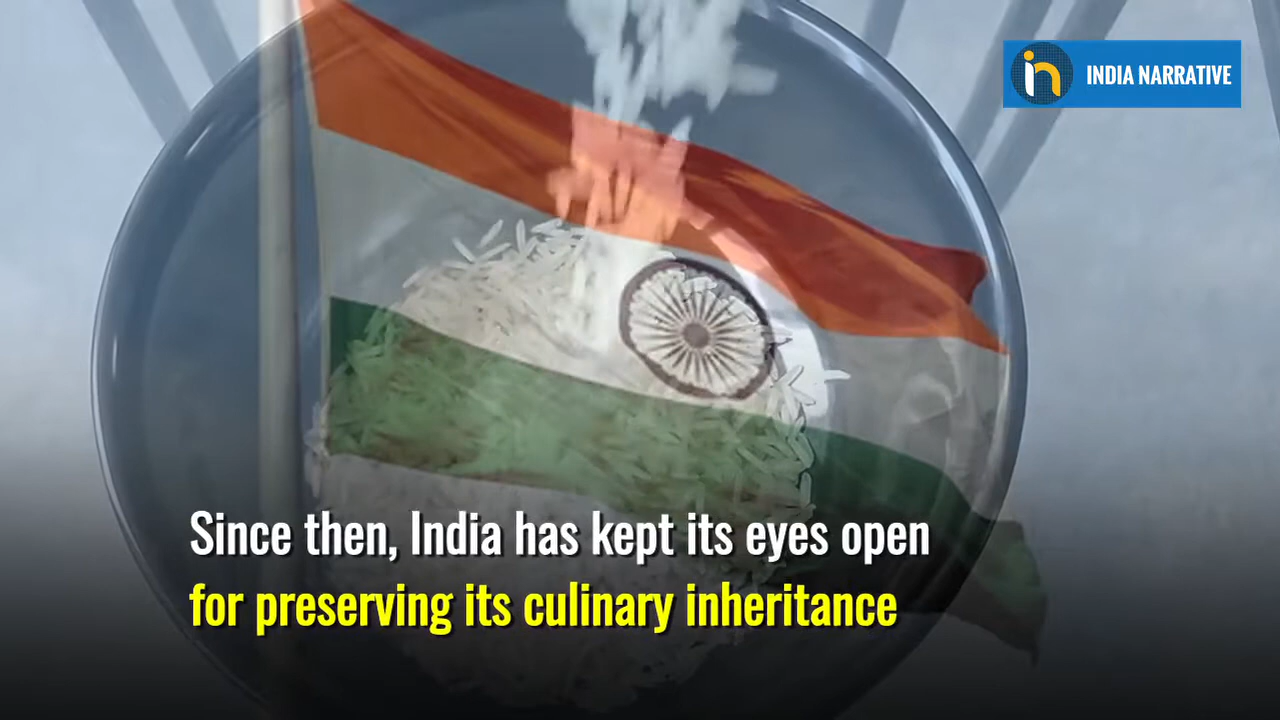 INDIA NARRATIVE
Since then, India has kept its eyes open
for preserving its culinary inheritance